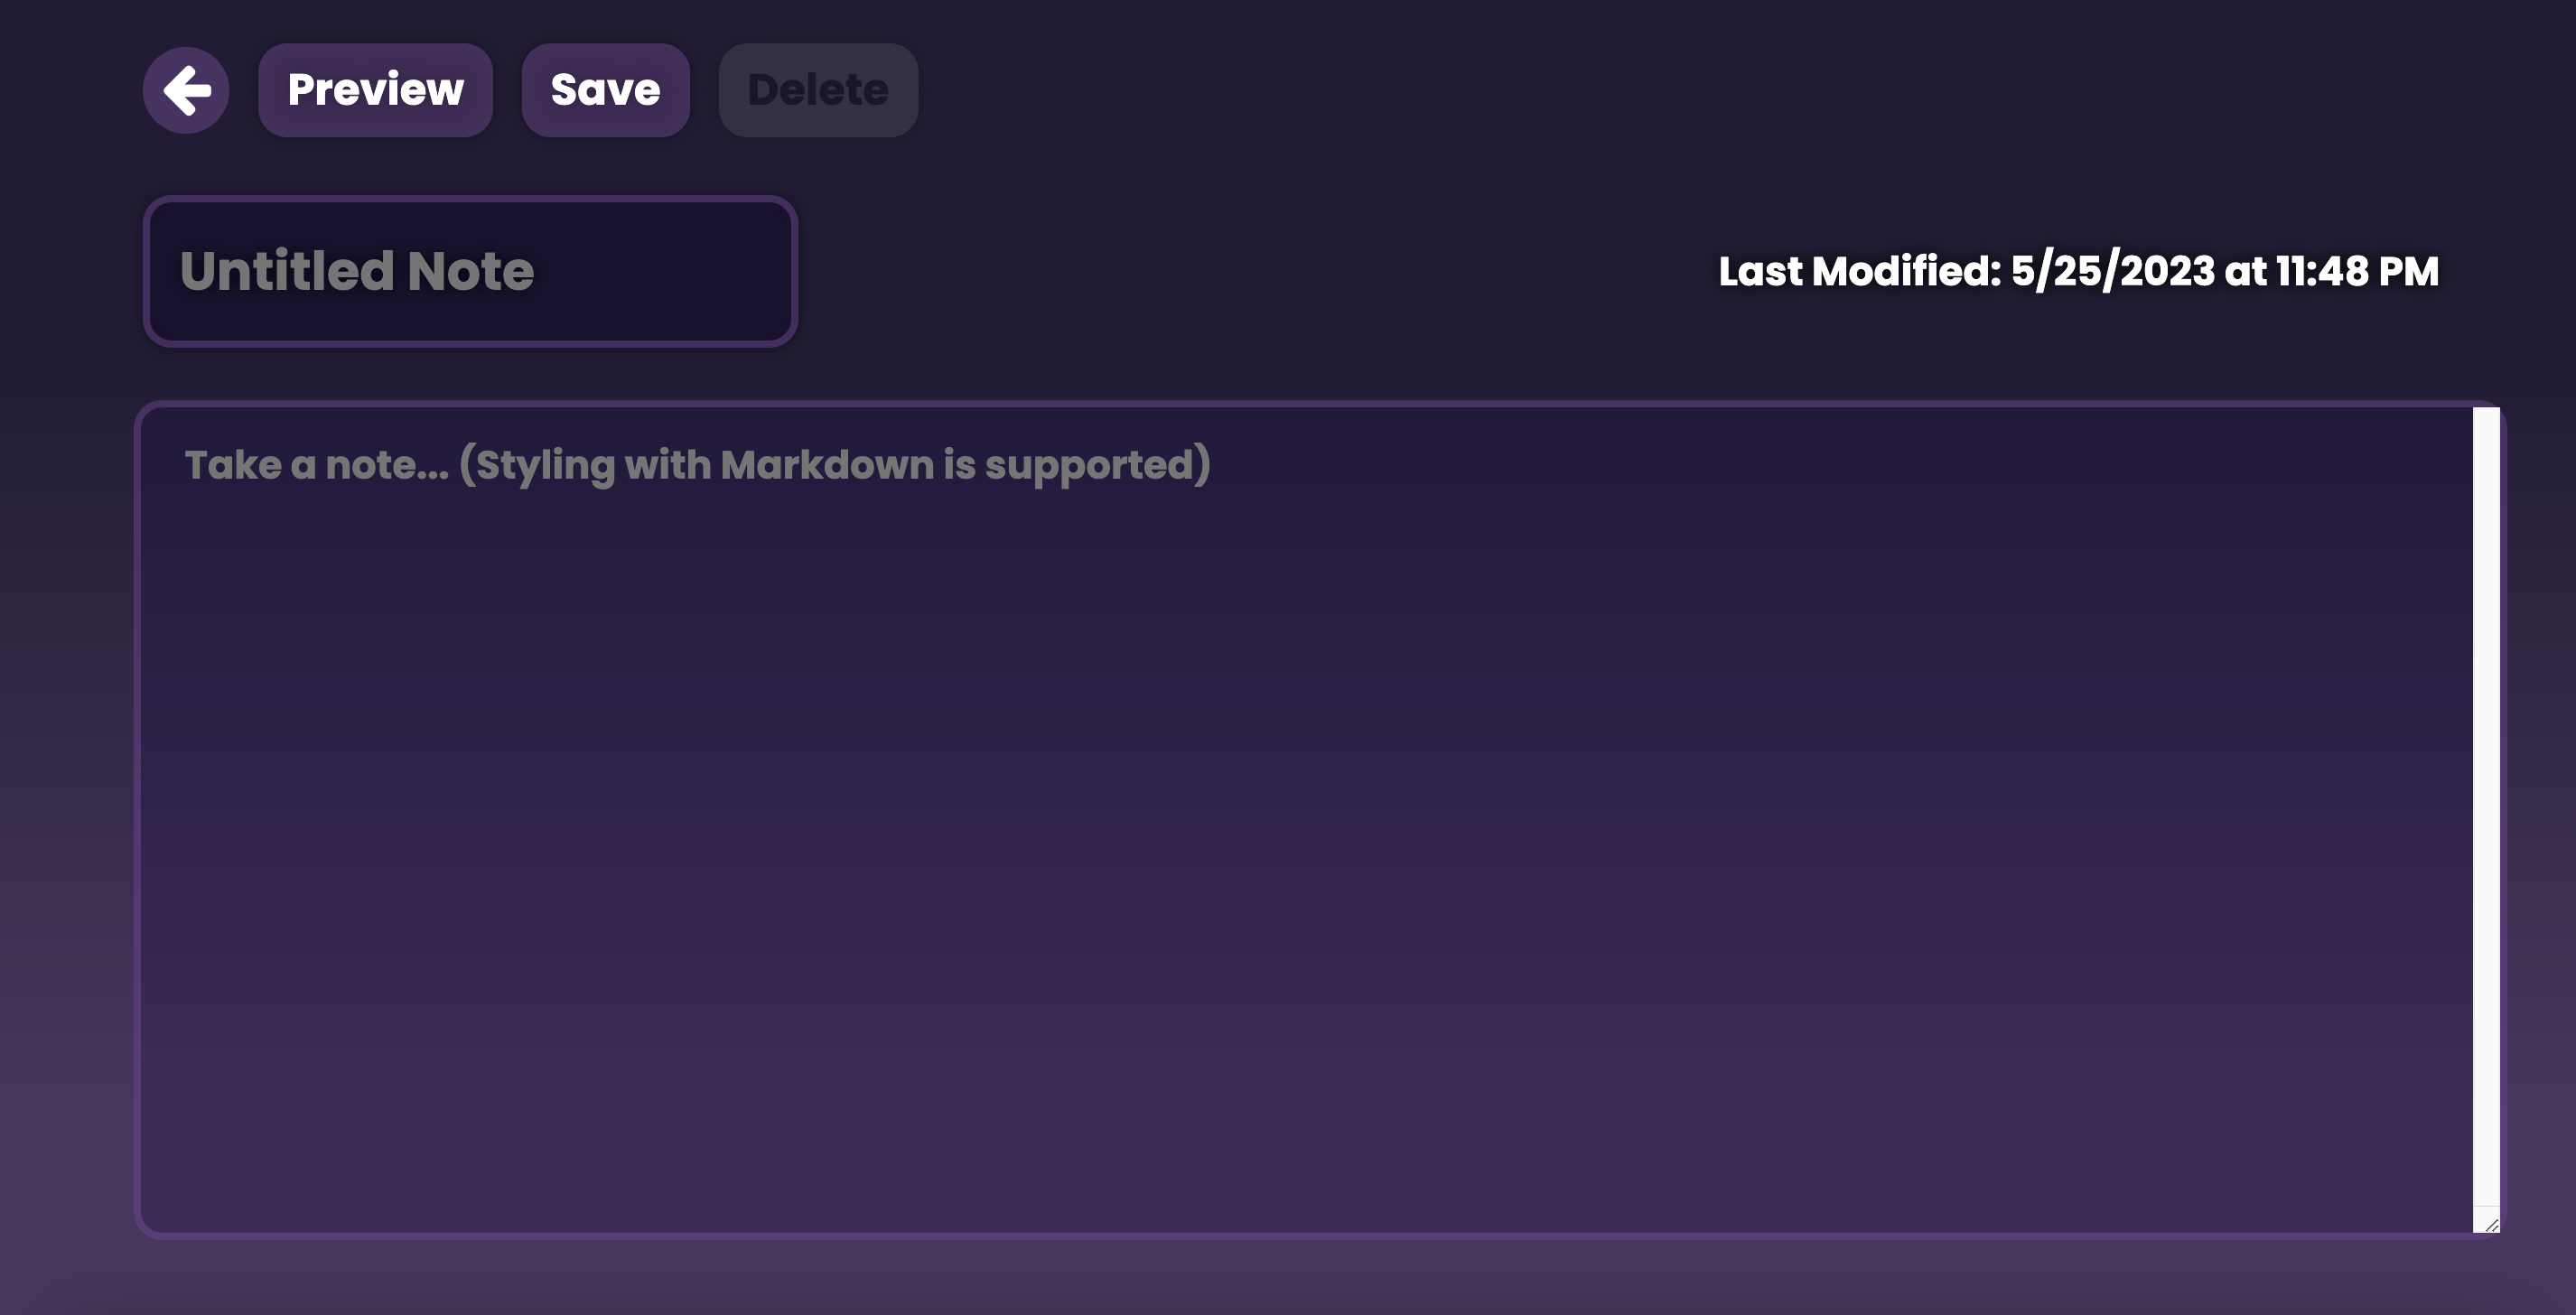 Preview Save Delete
Untitled Note
Last Modified: 5/25/2023 at 11:48 PM
Take a note... (Styling with Markdown is supported)